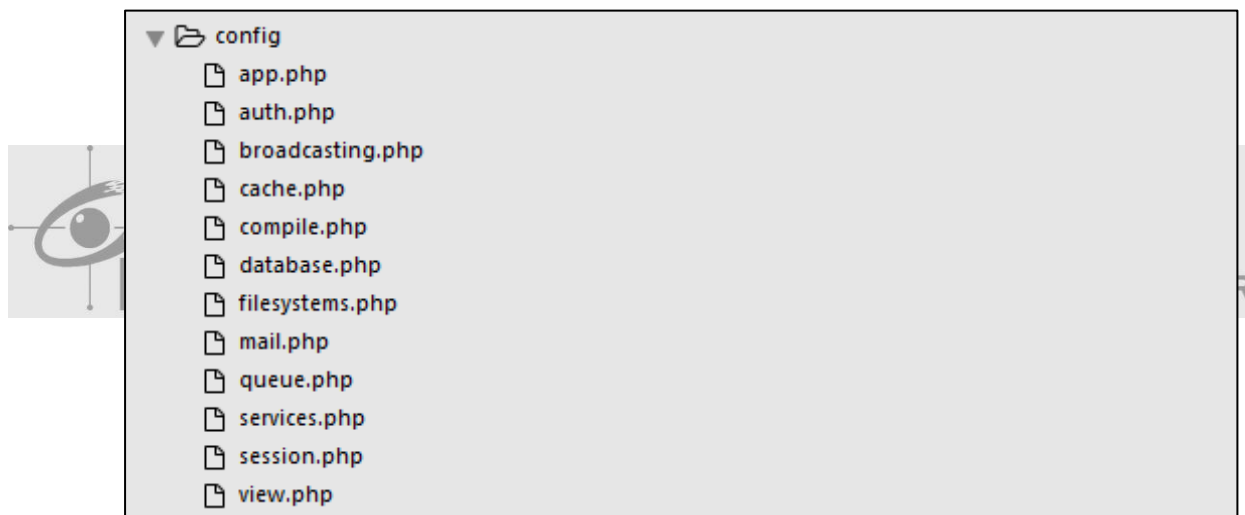 config
app.php
auth.php
broadcasting.php
cache.php
compile.php
database.php
filesystems.php
mail.php
queue.php
services.php
session.php
view.php